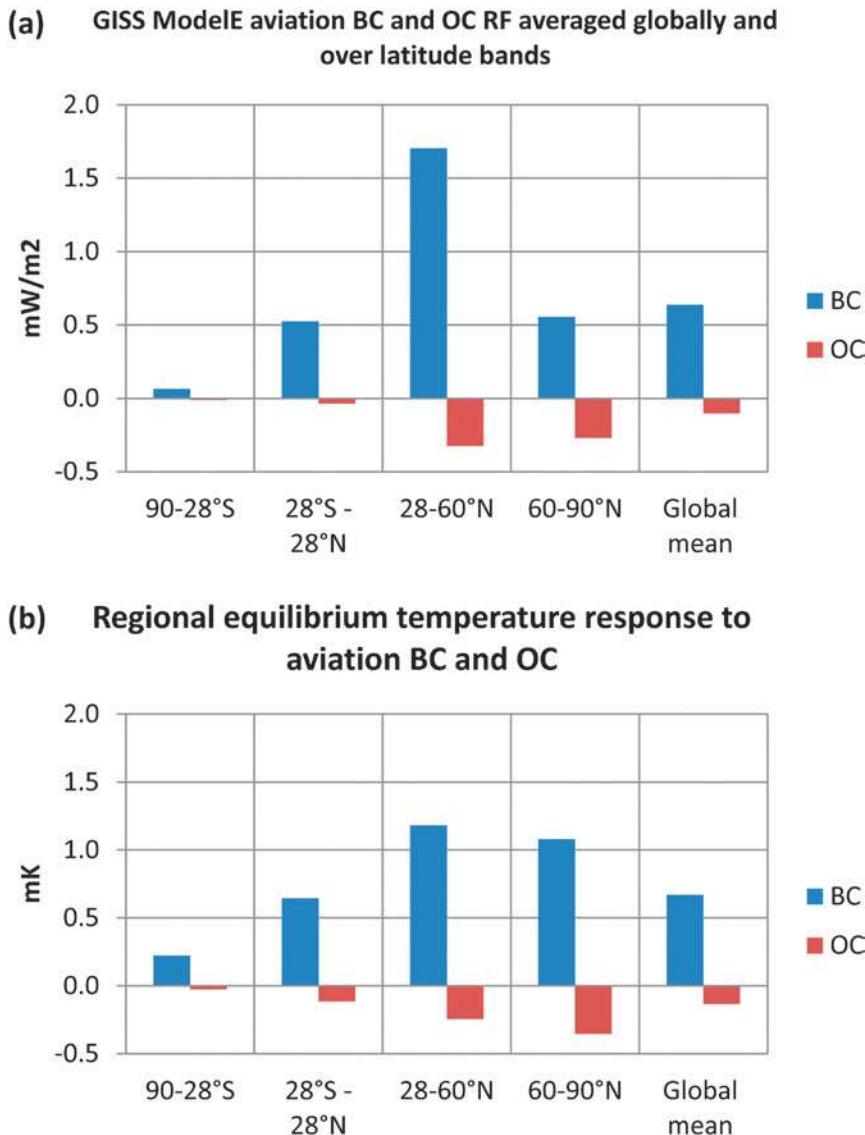 (a) GISS ModelE aviation BC and OC RF averaged globally and
over latitude bands
2.0
1.5
1.0
0.5
0.0
-0.5
mW/m2
90-28°S
28°S -
28°N
28-60°N
60-90°N
Global
mean
BC
OC
(b) Regional equilibrium temperature response to
aviation BC and OC
2.0
1.5
1.0
0.5
0.0
-0.5
mK
90-28°S
28°S -
28°N
28-60°N
60-90°N
Global
mean
BC
OC